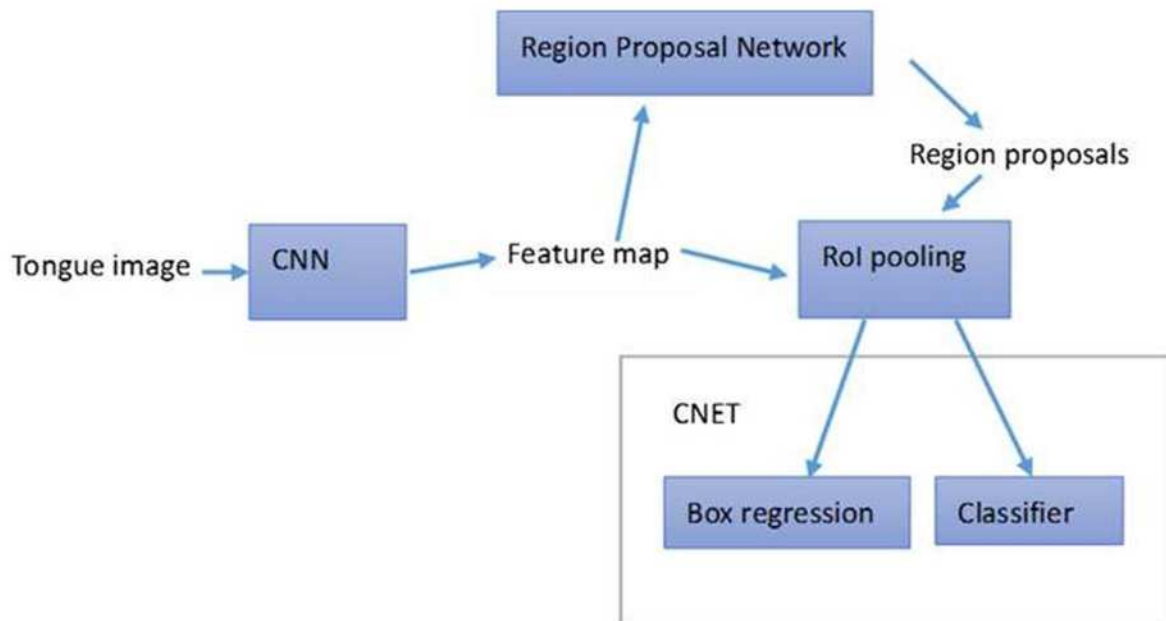 Region Proposal Network
Region proposals
Tongue image
CNN
Feature map
RoI pooling
CNET
Box regression
Classifier